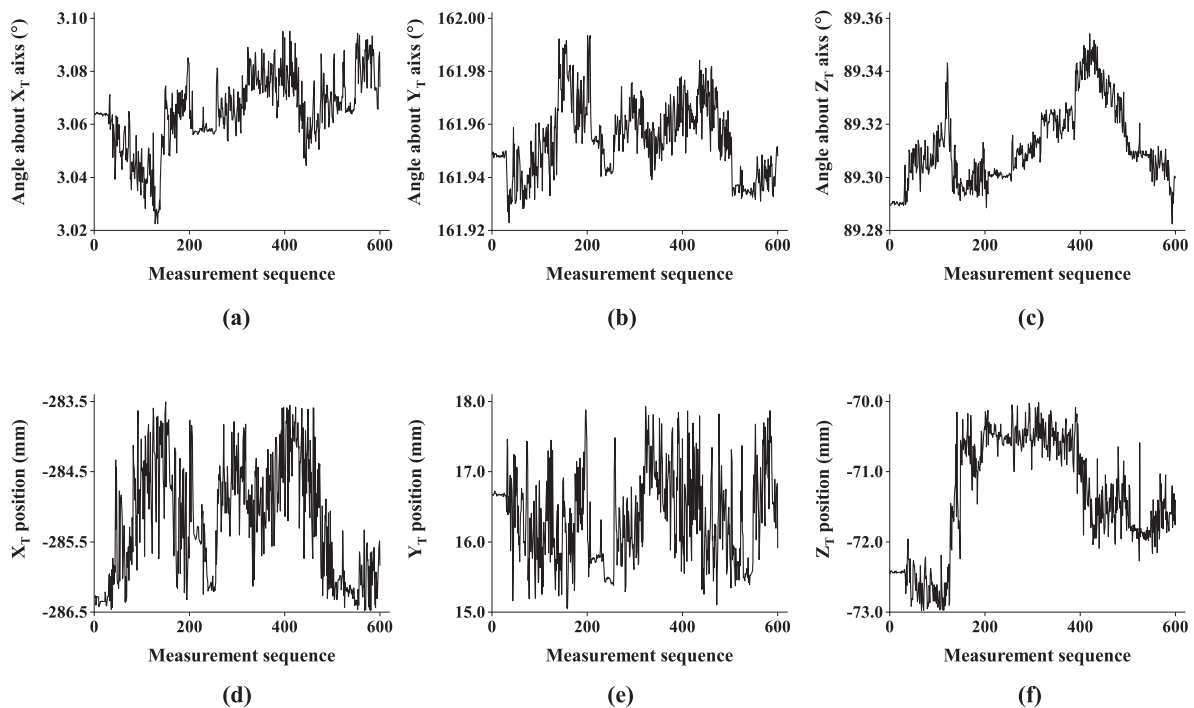 Angle about X_T aixs (°)
3.10
3.08
3.06
3.04
3.02
0 200 400 600
Measurement sequence
(a)
Angle about Y_T aixs (°)
162.00
161.98
161.96
161.94
161.92
0 200 400 600
Measurement sequence
(b)
Angle about Z_T aixs (°)
89.36
89.34
89.32
89.30
89.28
0 200 400 600
Measurement sequence
(c)
X_T position (mm)
-283.5
-284.5
-285.5
-286.5
0 200 400 600
Measurement sequence
(d)
Y_T position (mm)
18.0
17.0
16.0
15.0
0 200 400 600
Measurement sequence
(e)
Z_T position (mm)
-70.0
-71.0
-72.0
-73.0
0 200 400 600
Measurement sequence
(f)